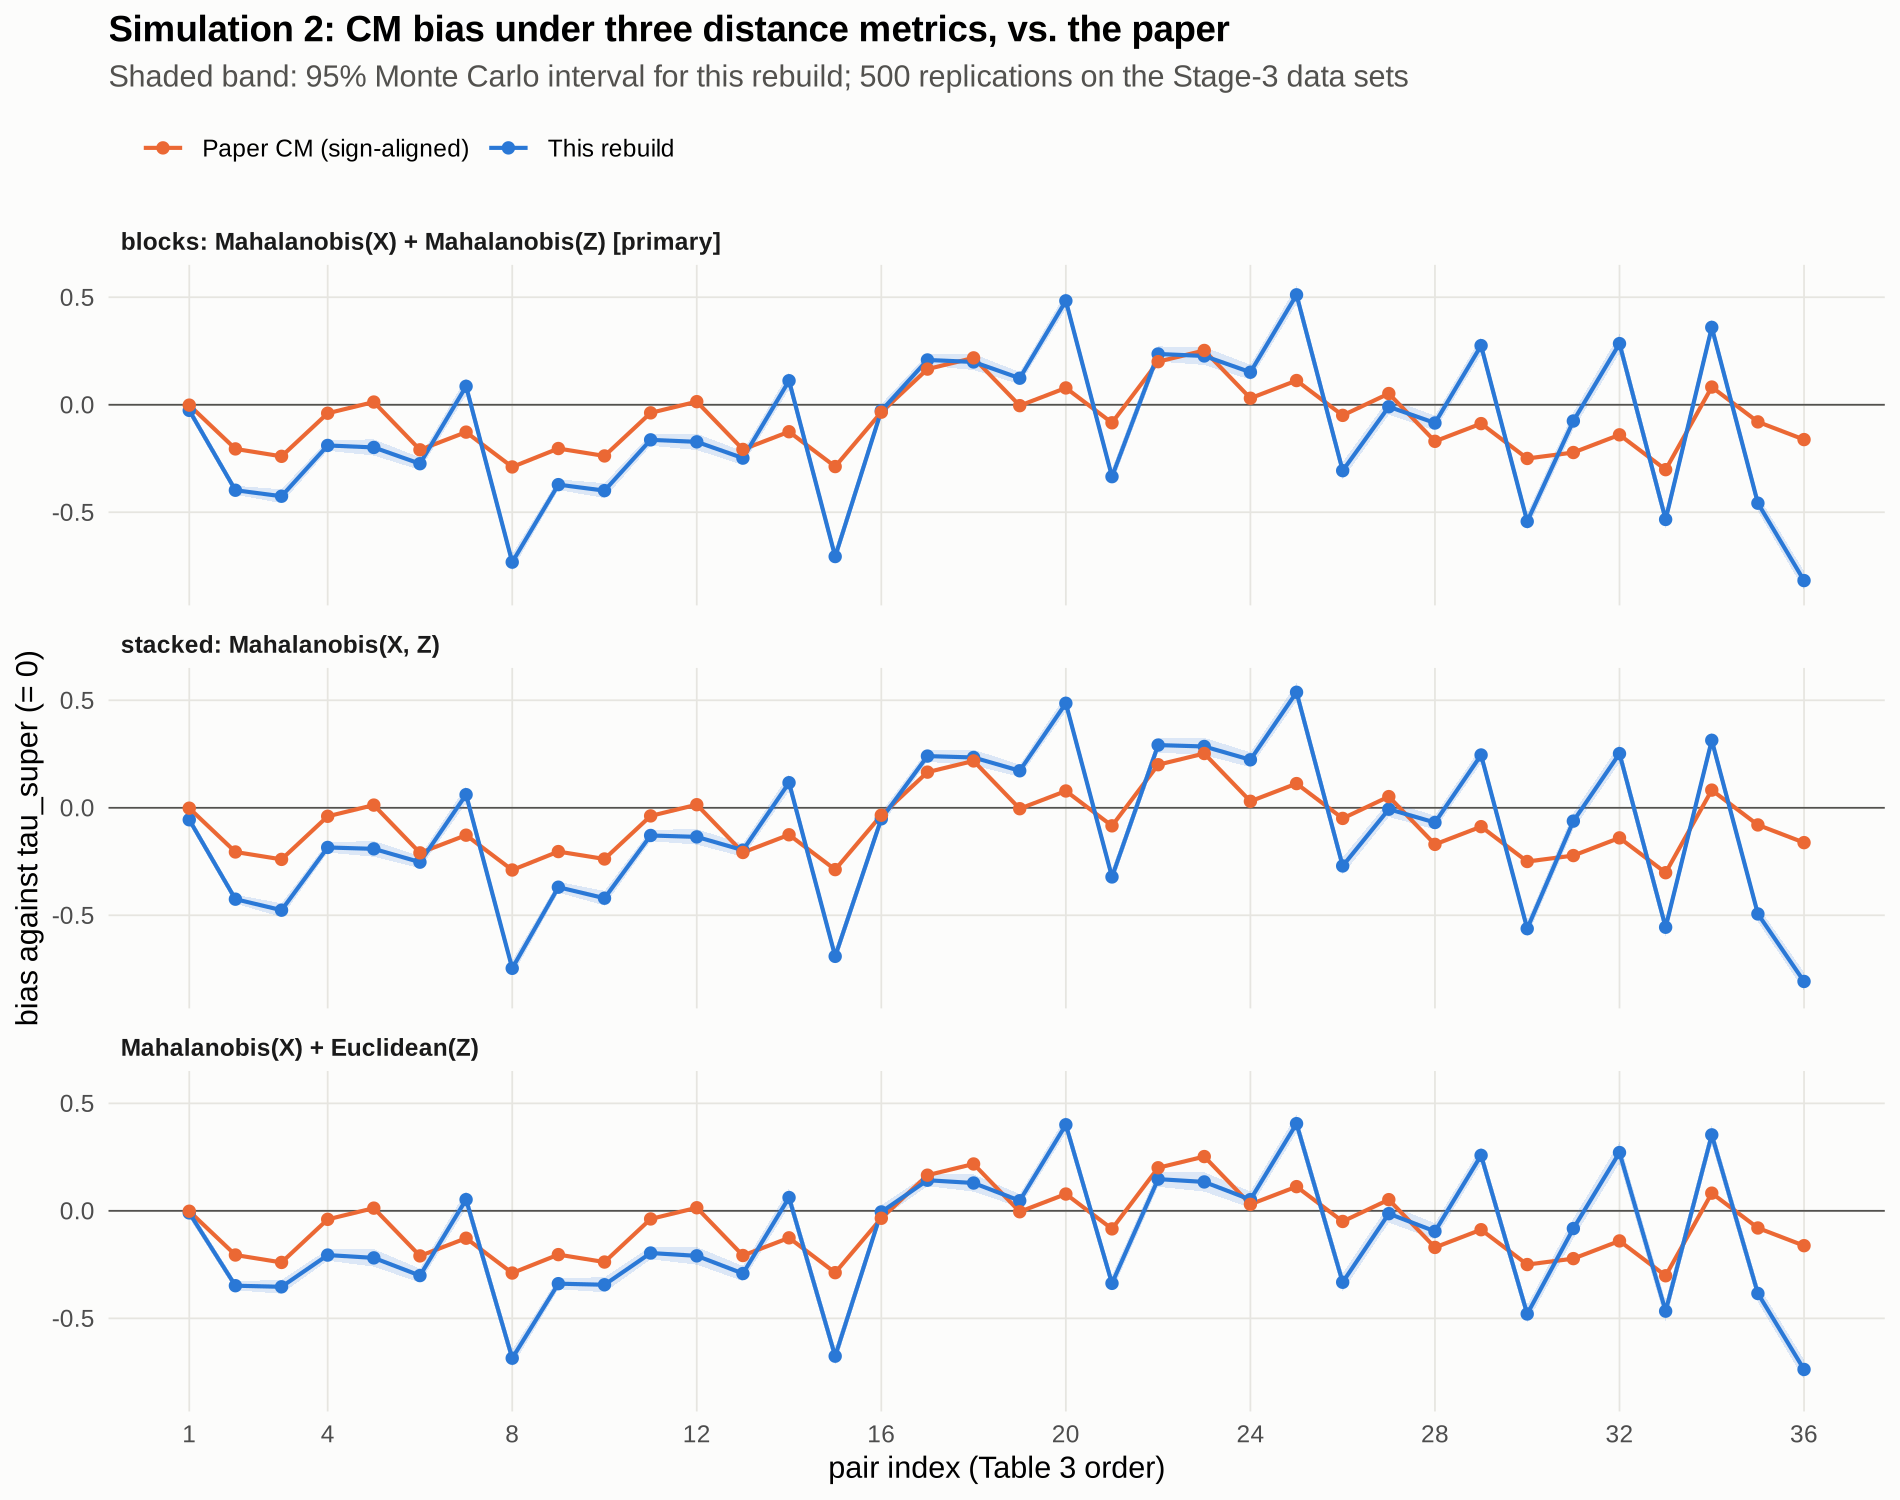 Simulation 2: CM bias under three distance metrics, vs. the paper
Shaded band: 95% Monte Carlo interval for this rebuild; 500 replications on the Stage-3 data sets
Paper CM (sign-aligned)
This rebuild
blocks: Mahalanobis(X) + Mahalanobis(Z) [primary]
0.5
0.0
-0.5
stacked: Mahalanobis(X, Z)
0.5
0.0
-0.5
bias against tau_super (= 0)
Mahalanobis(X) + Euclidean(Z)
0.5
0.0
-0.5
1 4 8 12 16 20 24 28 32 36
pair index (Table 3 order)